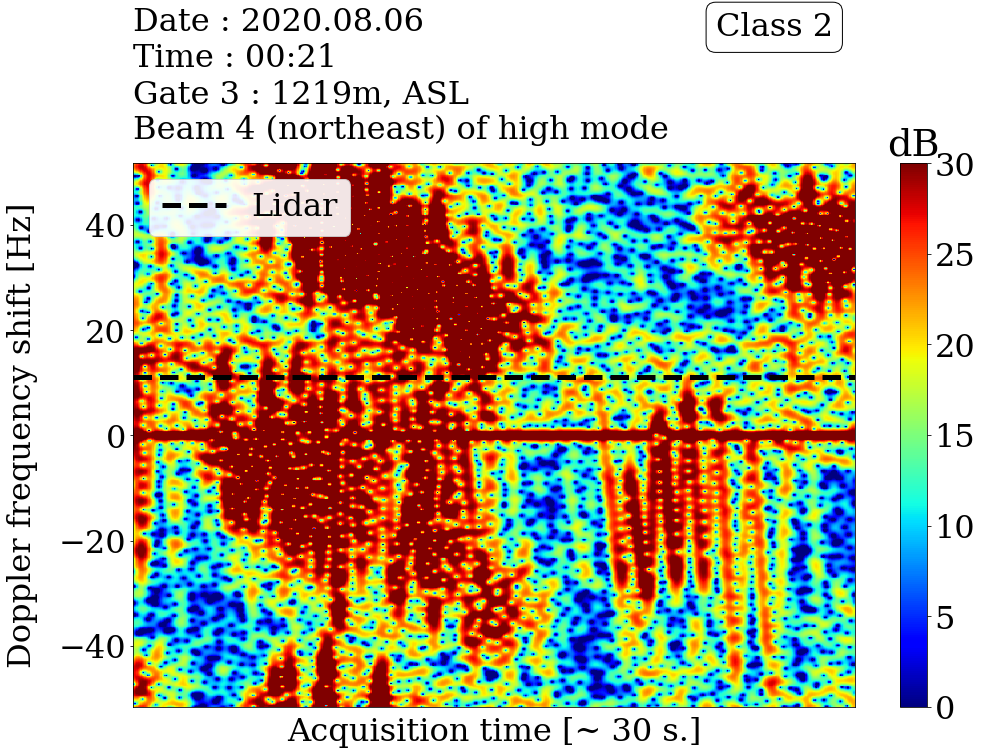 Date : 2020.08.06
Time : 00:21
Gate 3 : 1219m, ASL
Beam 4 (northeast) of high mode
Class 2
dB
Lidar
Doppler frequency shift [Hz]
40
20
0
−20
−40
30
25
20
15
10
5
0
Acquisition time [~ 30 s.]